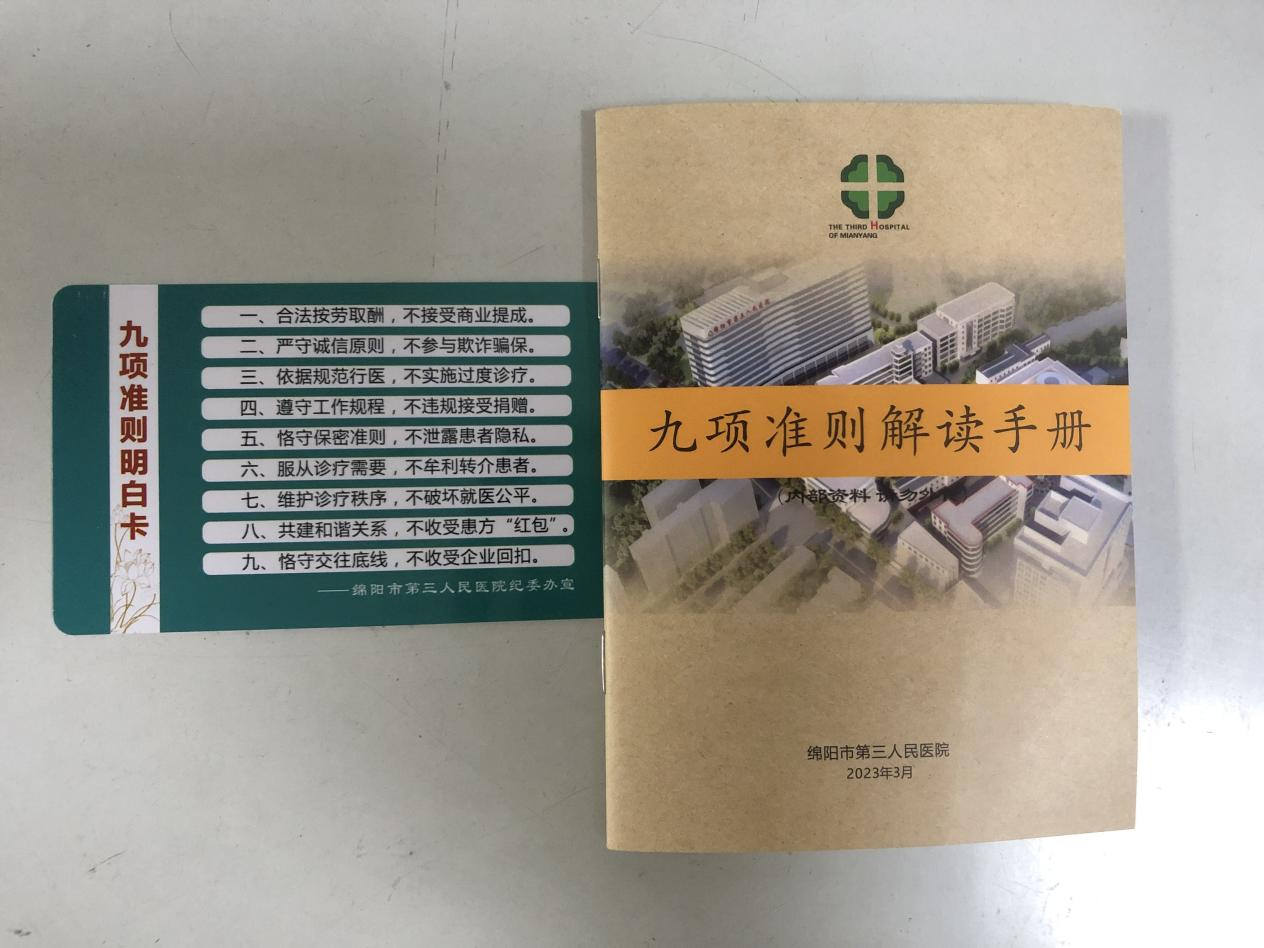 九项准则明白卡
一、合法按劳取酬，不接受商业提成。
二、严守诚信原则，不参与欺诈骗保。
三、依据规范行医，不实施过度诊疗。
四、遵守工作规程，不违规接受捐赠。
五、恪守保密准则，不泄露患者隐私。
六、服从诊疗需要，不牟利转介患者。
七、维护诊疗秩序，不破坏就医公平。
八、共建和谐关系，不收受患方“红包”。
九、恪守交往底线，不收受企业回扣。
——绵阳市第三人民医院纪委办宣
THE THIRD HOSPITAL
OF MIANYANG
九项准则解读手册
（内部资料 请勿外
绵阳市第三人民医院
2023年3月